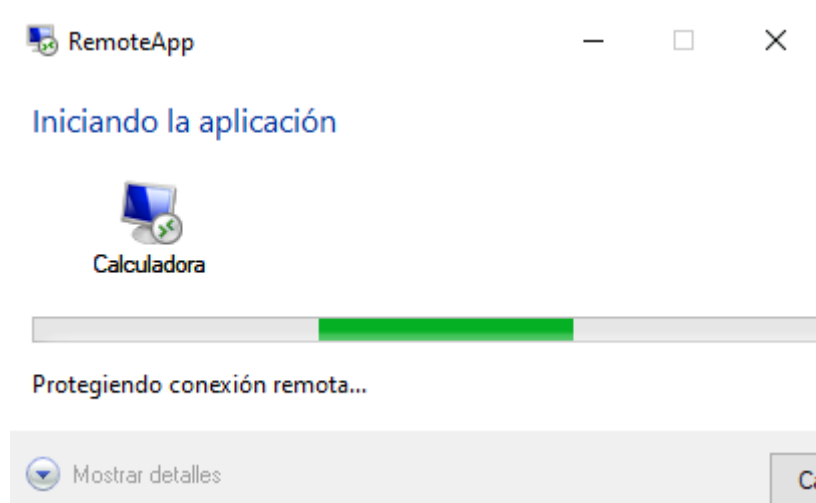 RemoteApp
Iniciando la aplicación
Calculadora
Protegiendo conexión remota...
Mostrar detalles